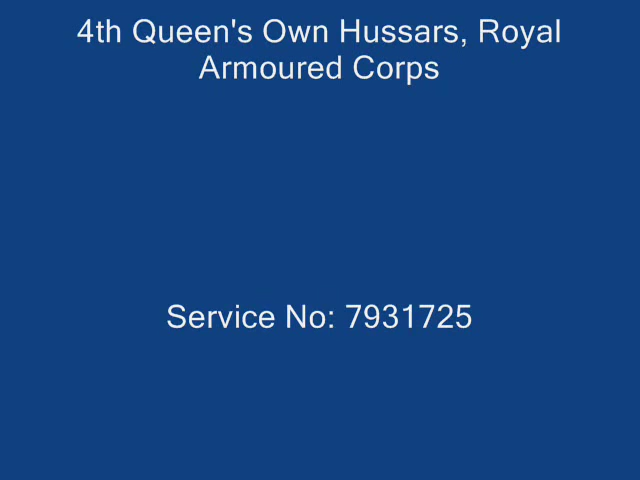 4th Queen's Own Hussars, Royal
Armoured Corps
Service No: 7931725